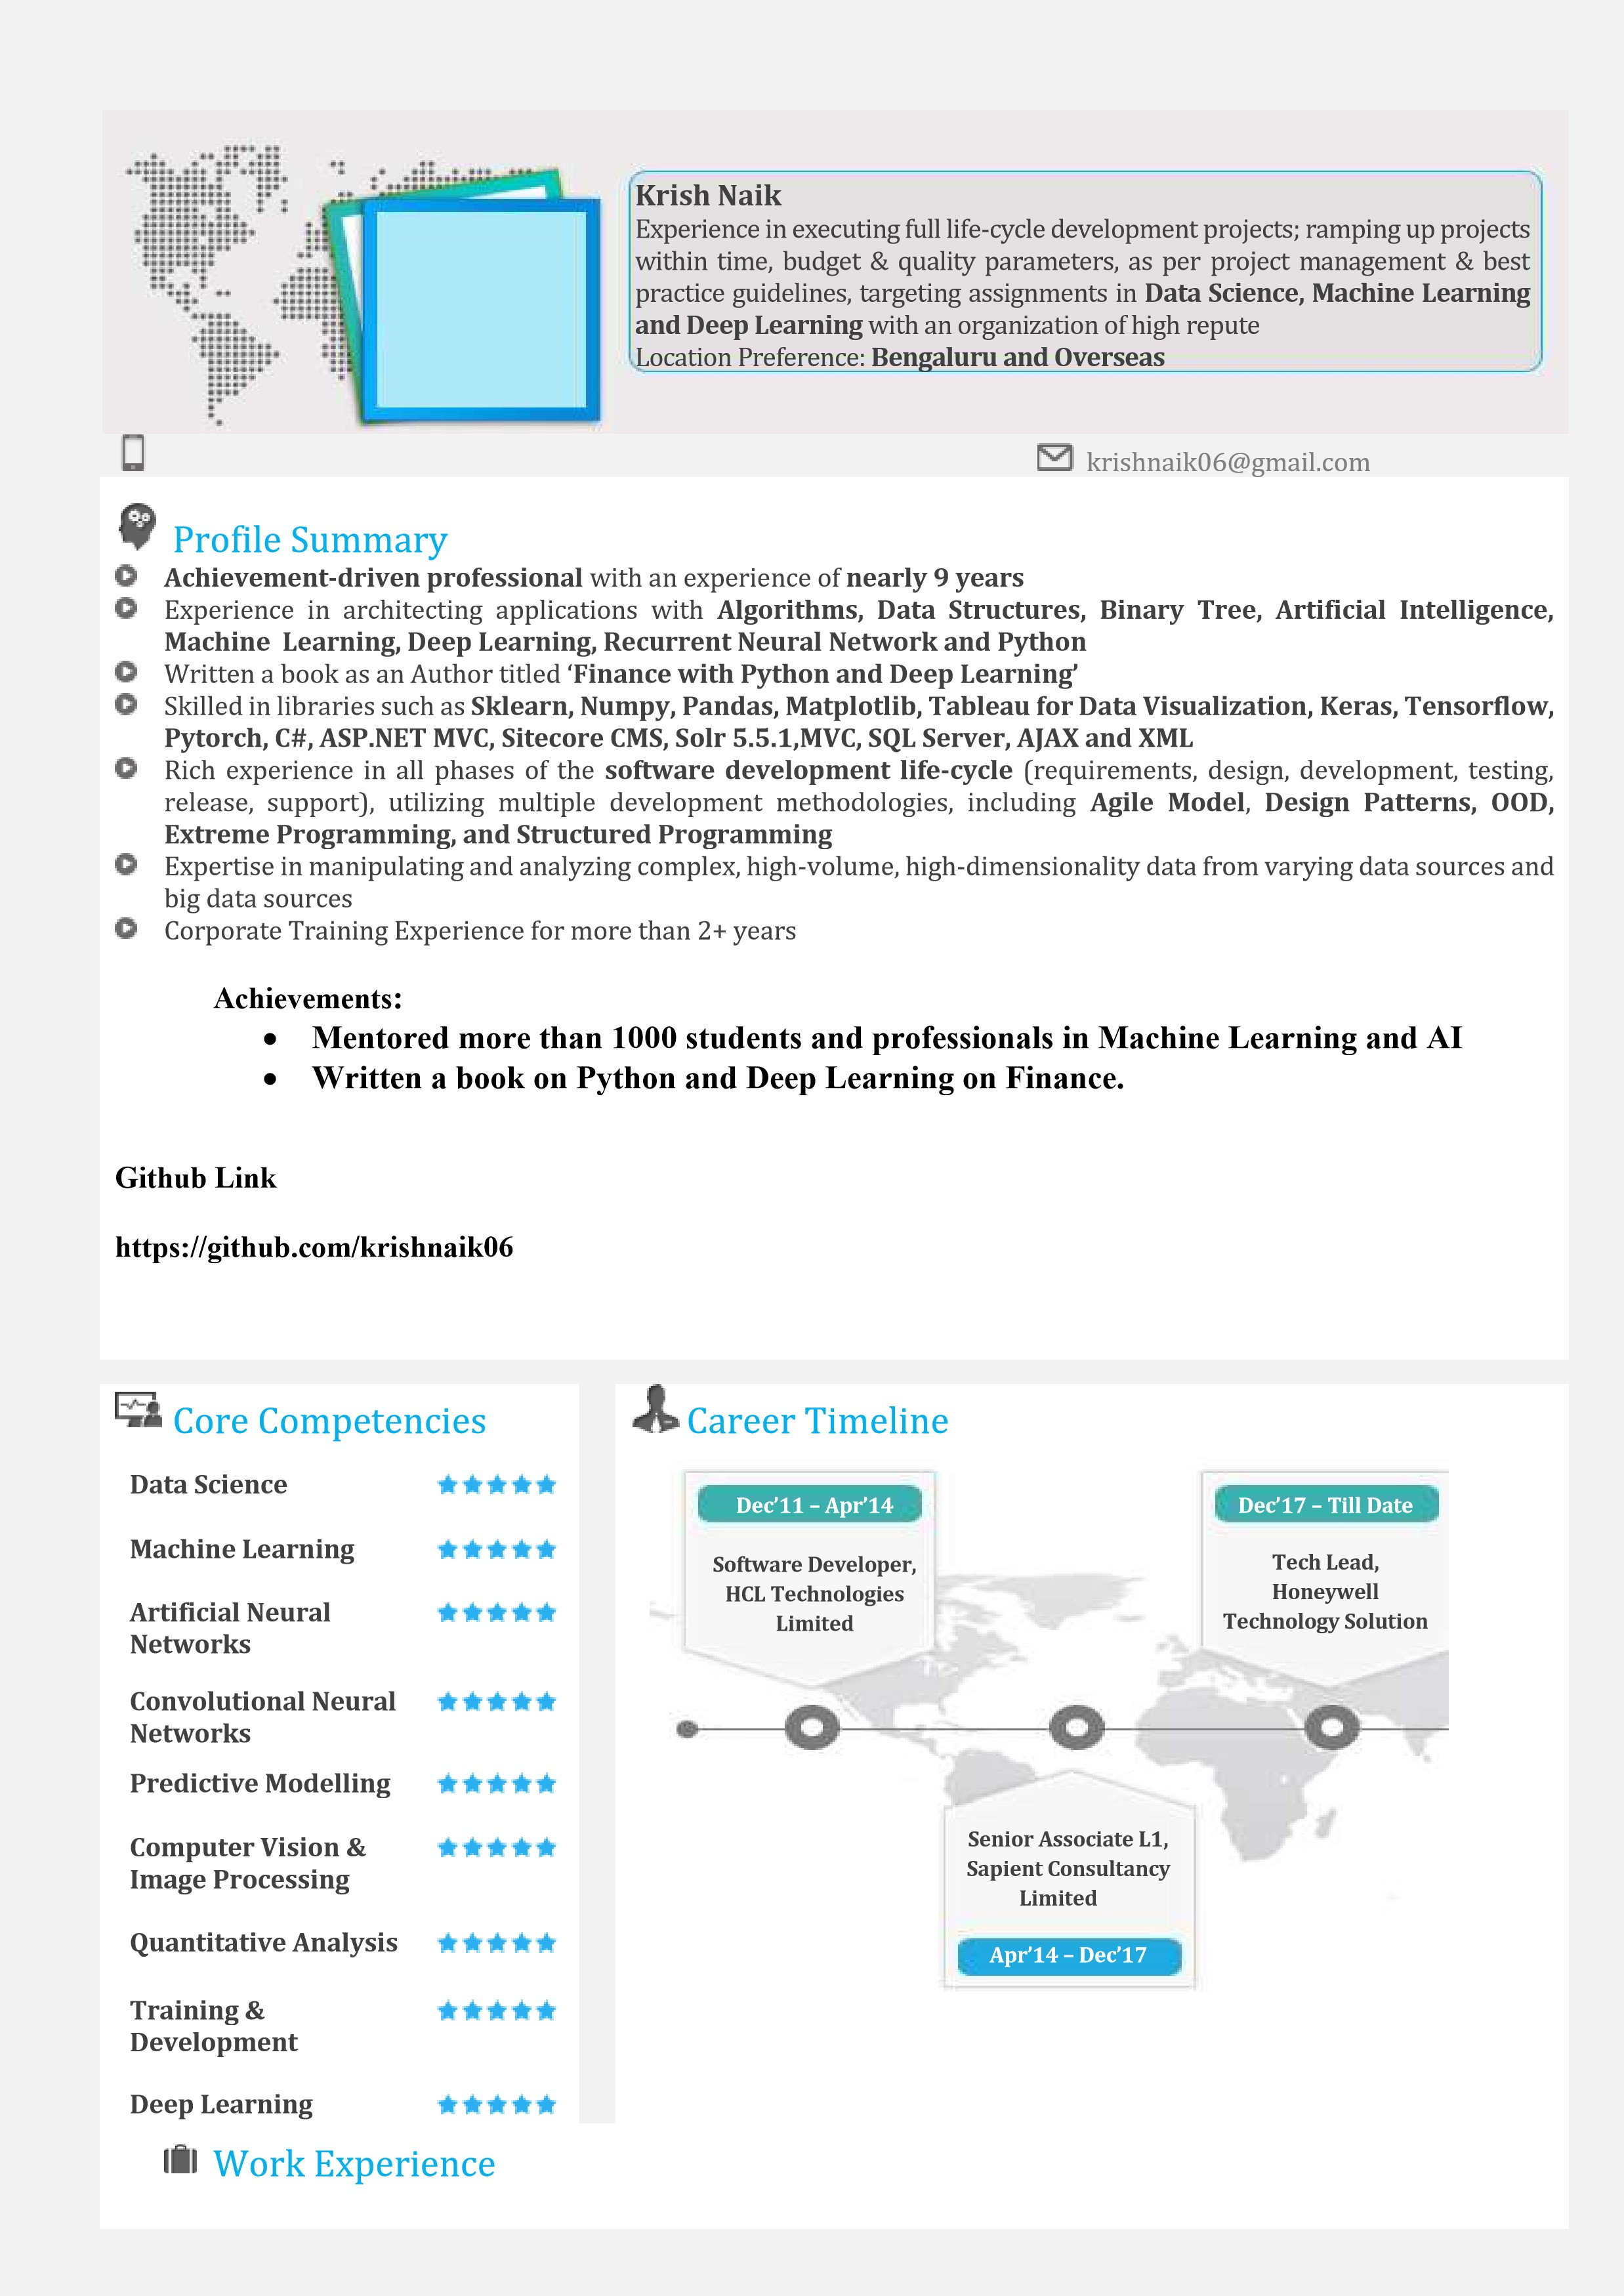 Krish Naik
Experience in executing full life-cycle development projects; ramping up projects
within time, budget & quality parameters, as per project management & best
practice guidelines, targeting assignments in Data Science, Machine Learning
and Deep Learning with an organization of high repute
Location Preference: Bengaluru and Overseas
krishnaik06@gmail.com
Profile Summary
Achievement-driven professional with an experience of nearly 9 years
Experience in architecting applications with Algorithms, Data Structures, Binary Tree, Artificial Intelligence,
Machine Learning, Deep Learning, Recurrent Neural Network and Python
Written a book as an Author titled ‘Finance with Python and Deep Learning’
Skilled in libraries such as Sklearn, Numpy, Pandas, Matplotlib, Tableau for Data Visualization, Keras, Tensorflow,
Pytorch, C#, ASP.NET MVC, Sitecore CMS, Solr 5.5.1,MVC, SQL Server, AJAX and XML
Rich experience in all phases of the software development life-cycle (requirements, design, development, testing,
release, support), utilizing multiple development methodologies, including Agile Model, Design Patterns, OOD,
Extreme Programming, and Structured Programming
Expertise in manipulating and analyzing complex, high-volume, high-dimensionality data from varying data sources and
big data sources
Corporate Training Experience for more than 2+ years
Achievements:
• Mentored more than 1000 students and professionals in Machine Learning and AI
• Written a book on Python and Deep Learning on Finance.
Github Link
https://github.com/krishnaik06
Core Competencies
Data Science
Machine Learning
Artificial Neural
Networks
Convolutional Neural
Networks
Predictive Modelling
Computer Vision &
Image Processing
Quantitative Analysis
Training &
Development
Deep Learning
Career Timeline
Dec’11 – Apr’14
Software Developer,
HCL Technologies
Limited
Senior Associate L1,
Sapient Consultancy
Limited
Apr’14 – Dec’17
Dec’17 – Till Date
Tech Lead,
Honeywell
Technology Solution
Work Experience